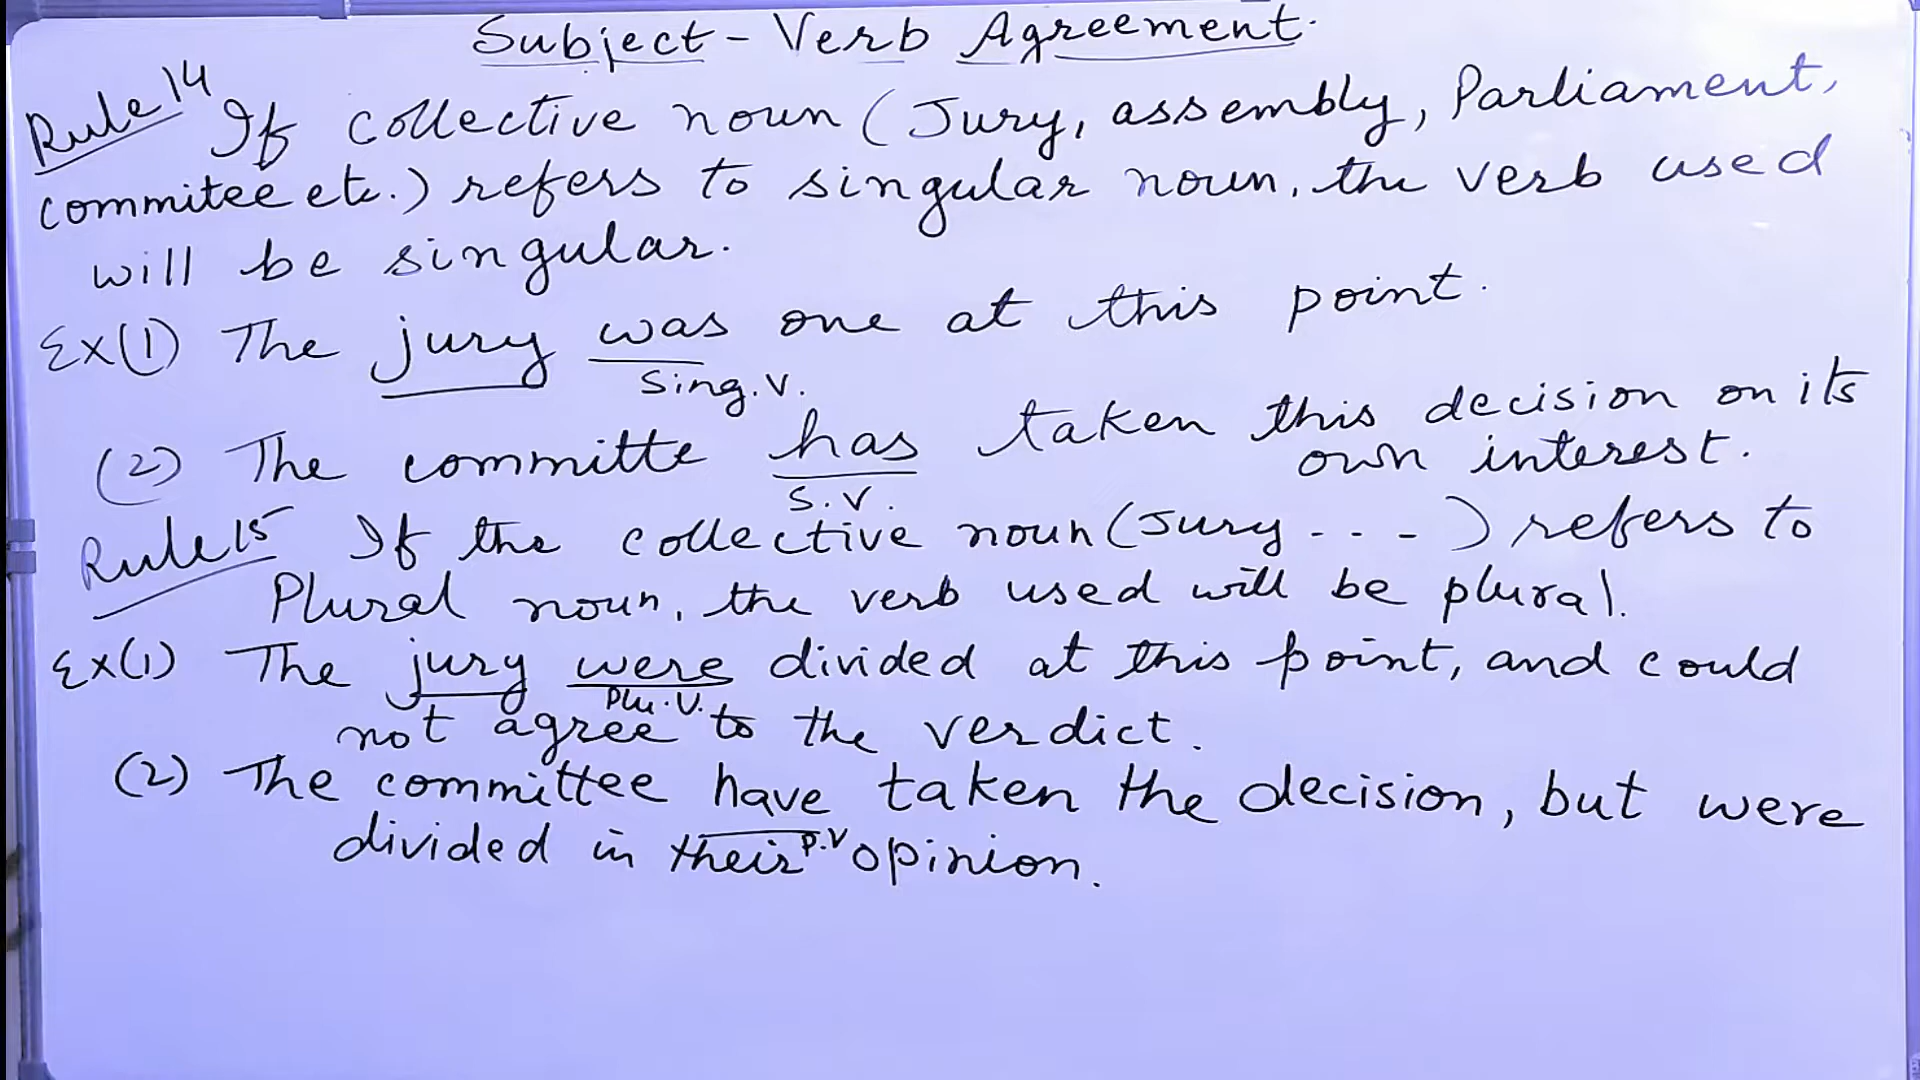 Subject - Verb Agreement.
Rule 14 If collective noun (Jury, assembly, Parliament,
commitee etc.) refers to singular noun, the verb used
will be singular.
Ex(1) The jury was one at this point.
Sing. V.
(2) The committe has taken this decision on its
own interest.
S. V.
Rule 15 If the collective noun (Jury - - - ) refers to
Plural noun, the verb used will be plural.
Ex(1) The jury were divided at this point, and could
Plu. V.
not agree to the verdict.
(2) The committee have taken the decision, but were
P.V
divided in their opinion.